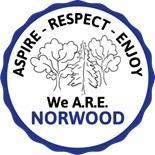 ASPIRE - RESPECT - ENJOY
We A.R.E.
NORWOOD